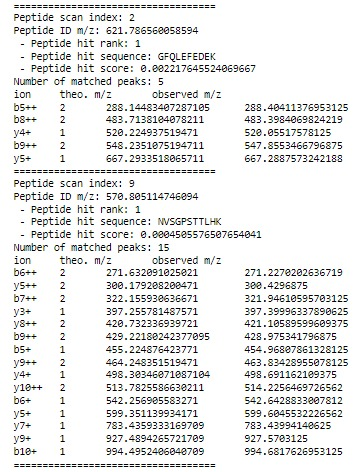 ===================================
Peptide scan index: 2
Peptide ID m/z: 621.786560058594
- Peptide hit rank: 1
- Peptide hit sequence: GFQLEFEDEK
- Peptide hit score: 0.002217645524069667
Number of matched peaks: 5
ion theo. m/z observed m/z
b5++ 2 288.14483407287105 288.40411376953125
b8++ 2 483.7138104078211 483.3984069824219
y4+ 1 520.224937519471 520.05517578125
b9++ 2 548.2351075194711 547.8553466796875
y5+ 1 667.2933518065711 667.2887573242188
===================================
Peptide scan index: 9
Peptide ID m/z: 570.805114746094
- Peptide hit rank: 1
- Peptide hit sequence: NVSGPSTTLHK
- Peptide hit score: 0.0004505576507654041
Number of matched peaks: 15
ion theo. m/z observed m/z
b6++ 2 271.632091025021 271.2270202636719
y5++ 2 300.179208200471 300.4296875
b7++ 2 322.155930636671 321.94610595703125
y3+ 1 397.255781487571 397.39996337890625
y8++ 2 420.732336939721 421.10589599609375
b9++ 2 429.22180242377095 428.975341796875
b5+ 1 455.224876423771 454.96807861328125
y9++ 2 464.248351519471 463.83428955078125
y4+ 1 498.30346071087104 498.691162109375
y10++ 2 513.7825586630211 514.2256469726562
b6+ 1 542.256905583271 542.6428833007812
y5+ 1 599.351139934171 599.6045532226562
y7+ 1 783.4359333169709 783.43994140625
y9+ 1 927.4894265721709 927.5703125
b10+ 1 994.4952406040709 994.6817626953125
===================================